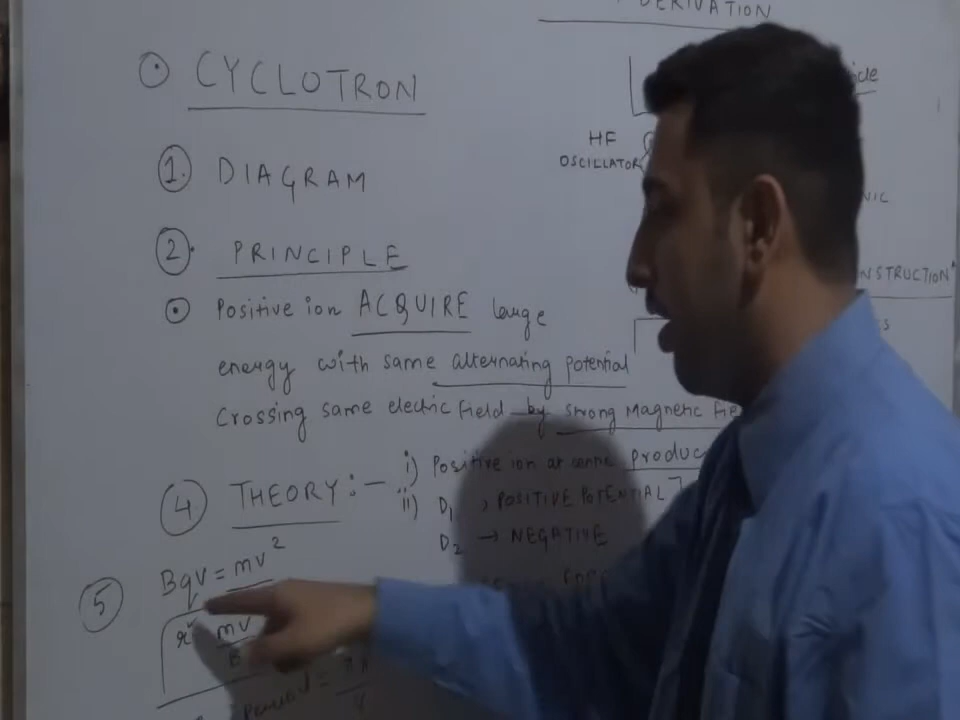 DERIVATION
CYCLOTRON
1. DIAGRAM
HF
OSCILLATOR
2. PRINCIPLE
NSTRUCTION
Positive ion ACQUIRE large
energy with same alternating potential
Crossing same electric field by strong Magnetic Fie
4 THEORY:-
i) Positive ion at produc
ii) D1 POSITIVE POTENTIAL
D2 → NEGATIVE
5 Bqv = mv²
mv
B